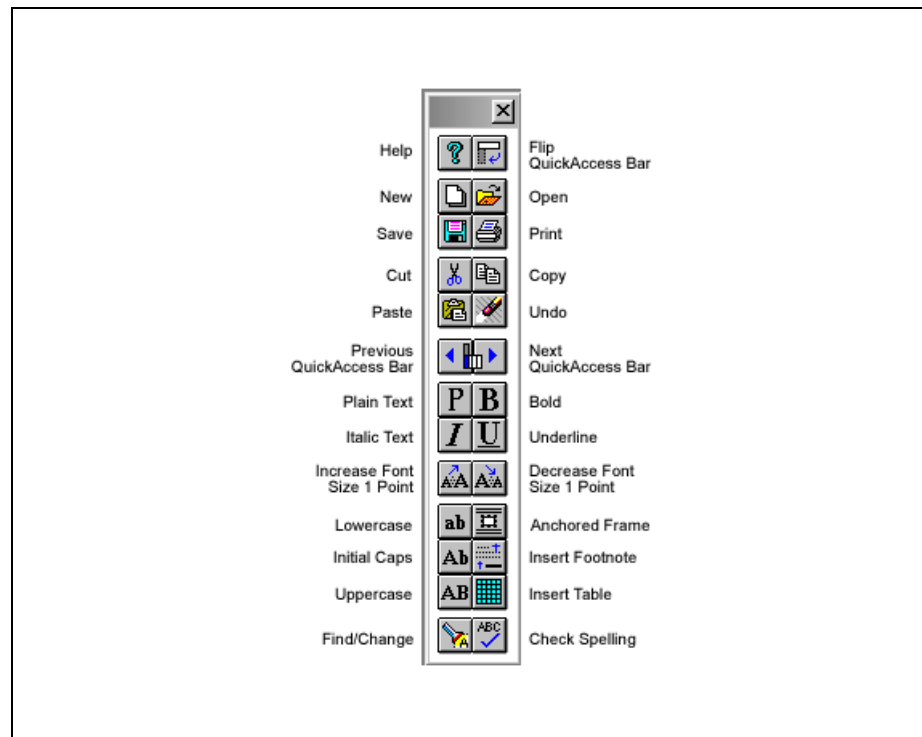 Help
Flip
QuickAccess Bar
New
Open
Save
Print
Cut
Copy
Paste
Undo
Previous
QuickAccess Bar
Next
QuickAccess Bar
Plain Text
P B
Bold
Italic Text
I U
Underline
Increase Font
Size 1 Point
AA AA
Decrease Font
Size 1 Point
Lowercase
ab
Anchored Frame
Initial Caps
Ab
Insert Footnote
Uppercase
AB
Insert Table
Find/Change
A ABC
Check Spelling